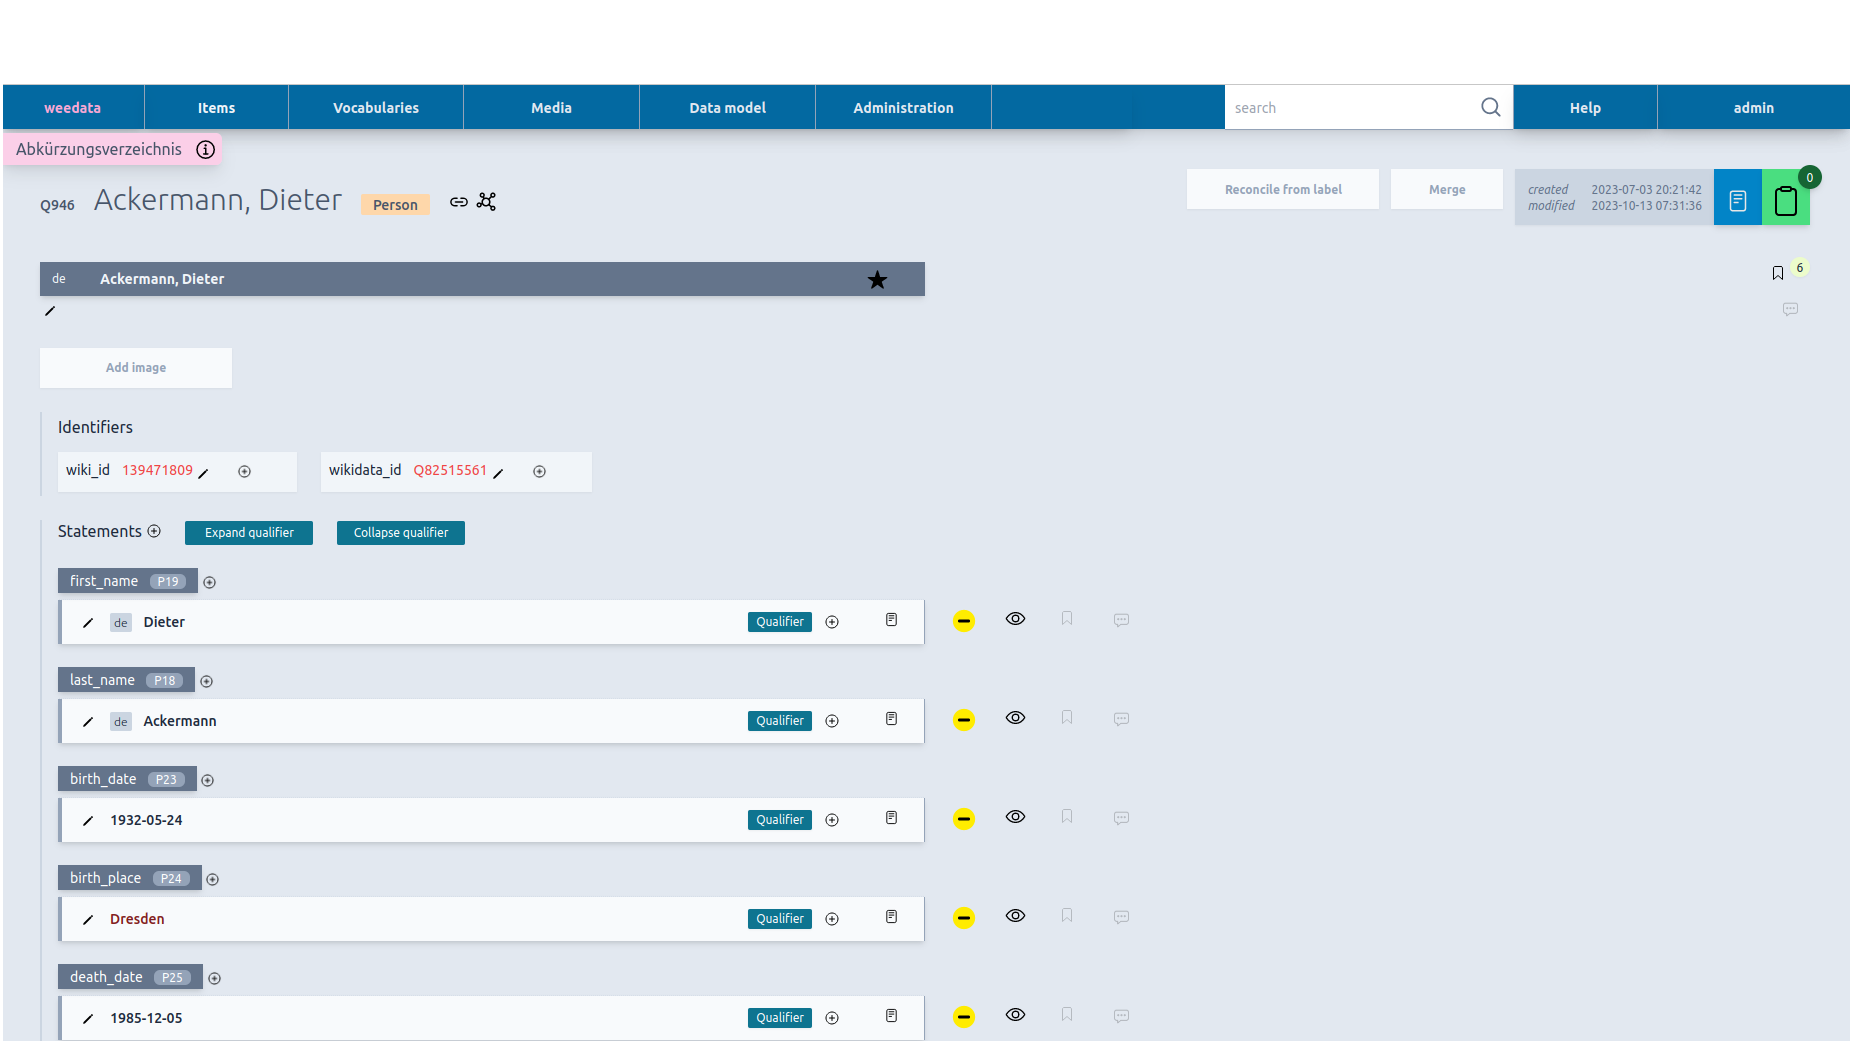 weedata Items Vocabularies Media Data model Administration search Help admin
Abkürzungsverzeichnis
Q946 Ackermann, Dieter Person
Reconcile from label Merge
created 2023-07-03 20:21:42
modified 2023-10-13 07:31:36
0
de Ackermann, Dieter
6
Add image
Identifiers
wiki_id 139471809 wikidata_id Q82515561
Statements Expand qualifier Collapse qualifier
first_name P19
de Dieter Qualifier
last_name P18
de Ackermann Qualifier
birth_date P23
1932-05-24 Qualifier
birth_place P24
Dresden Qualifier
death_date P25
1985-12-05 Qualifier